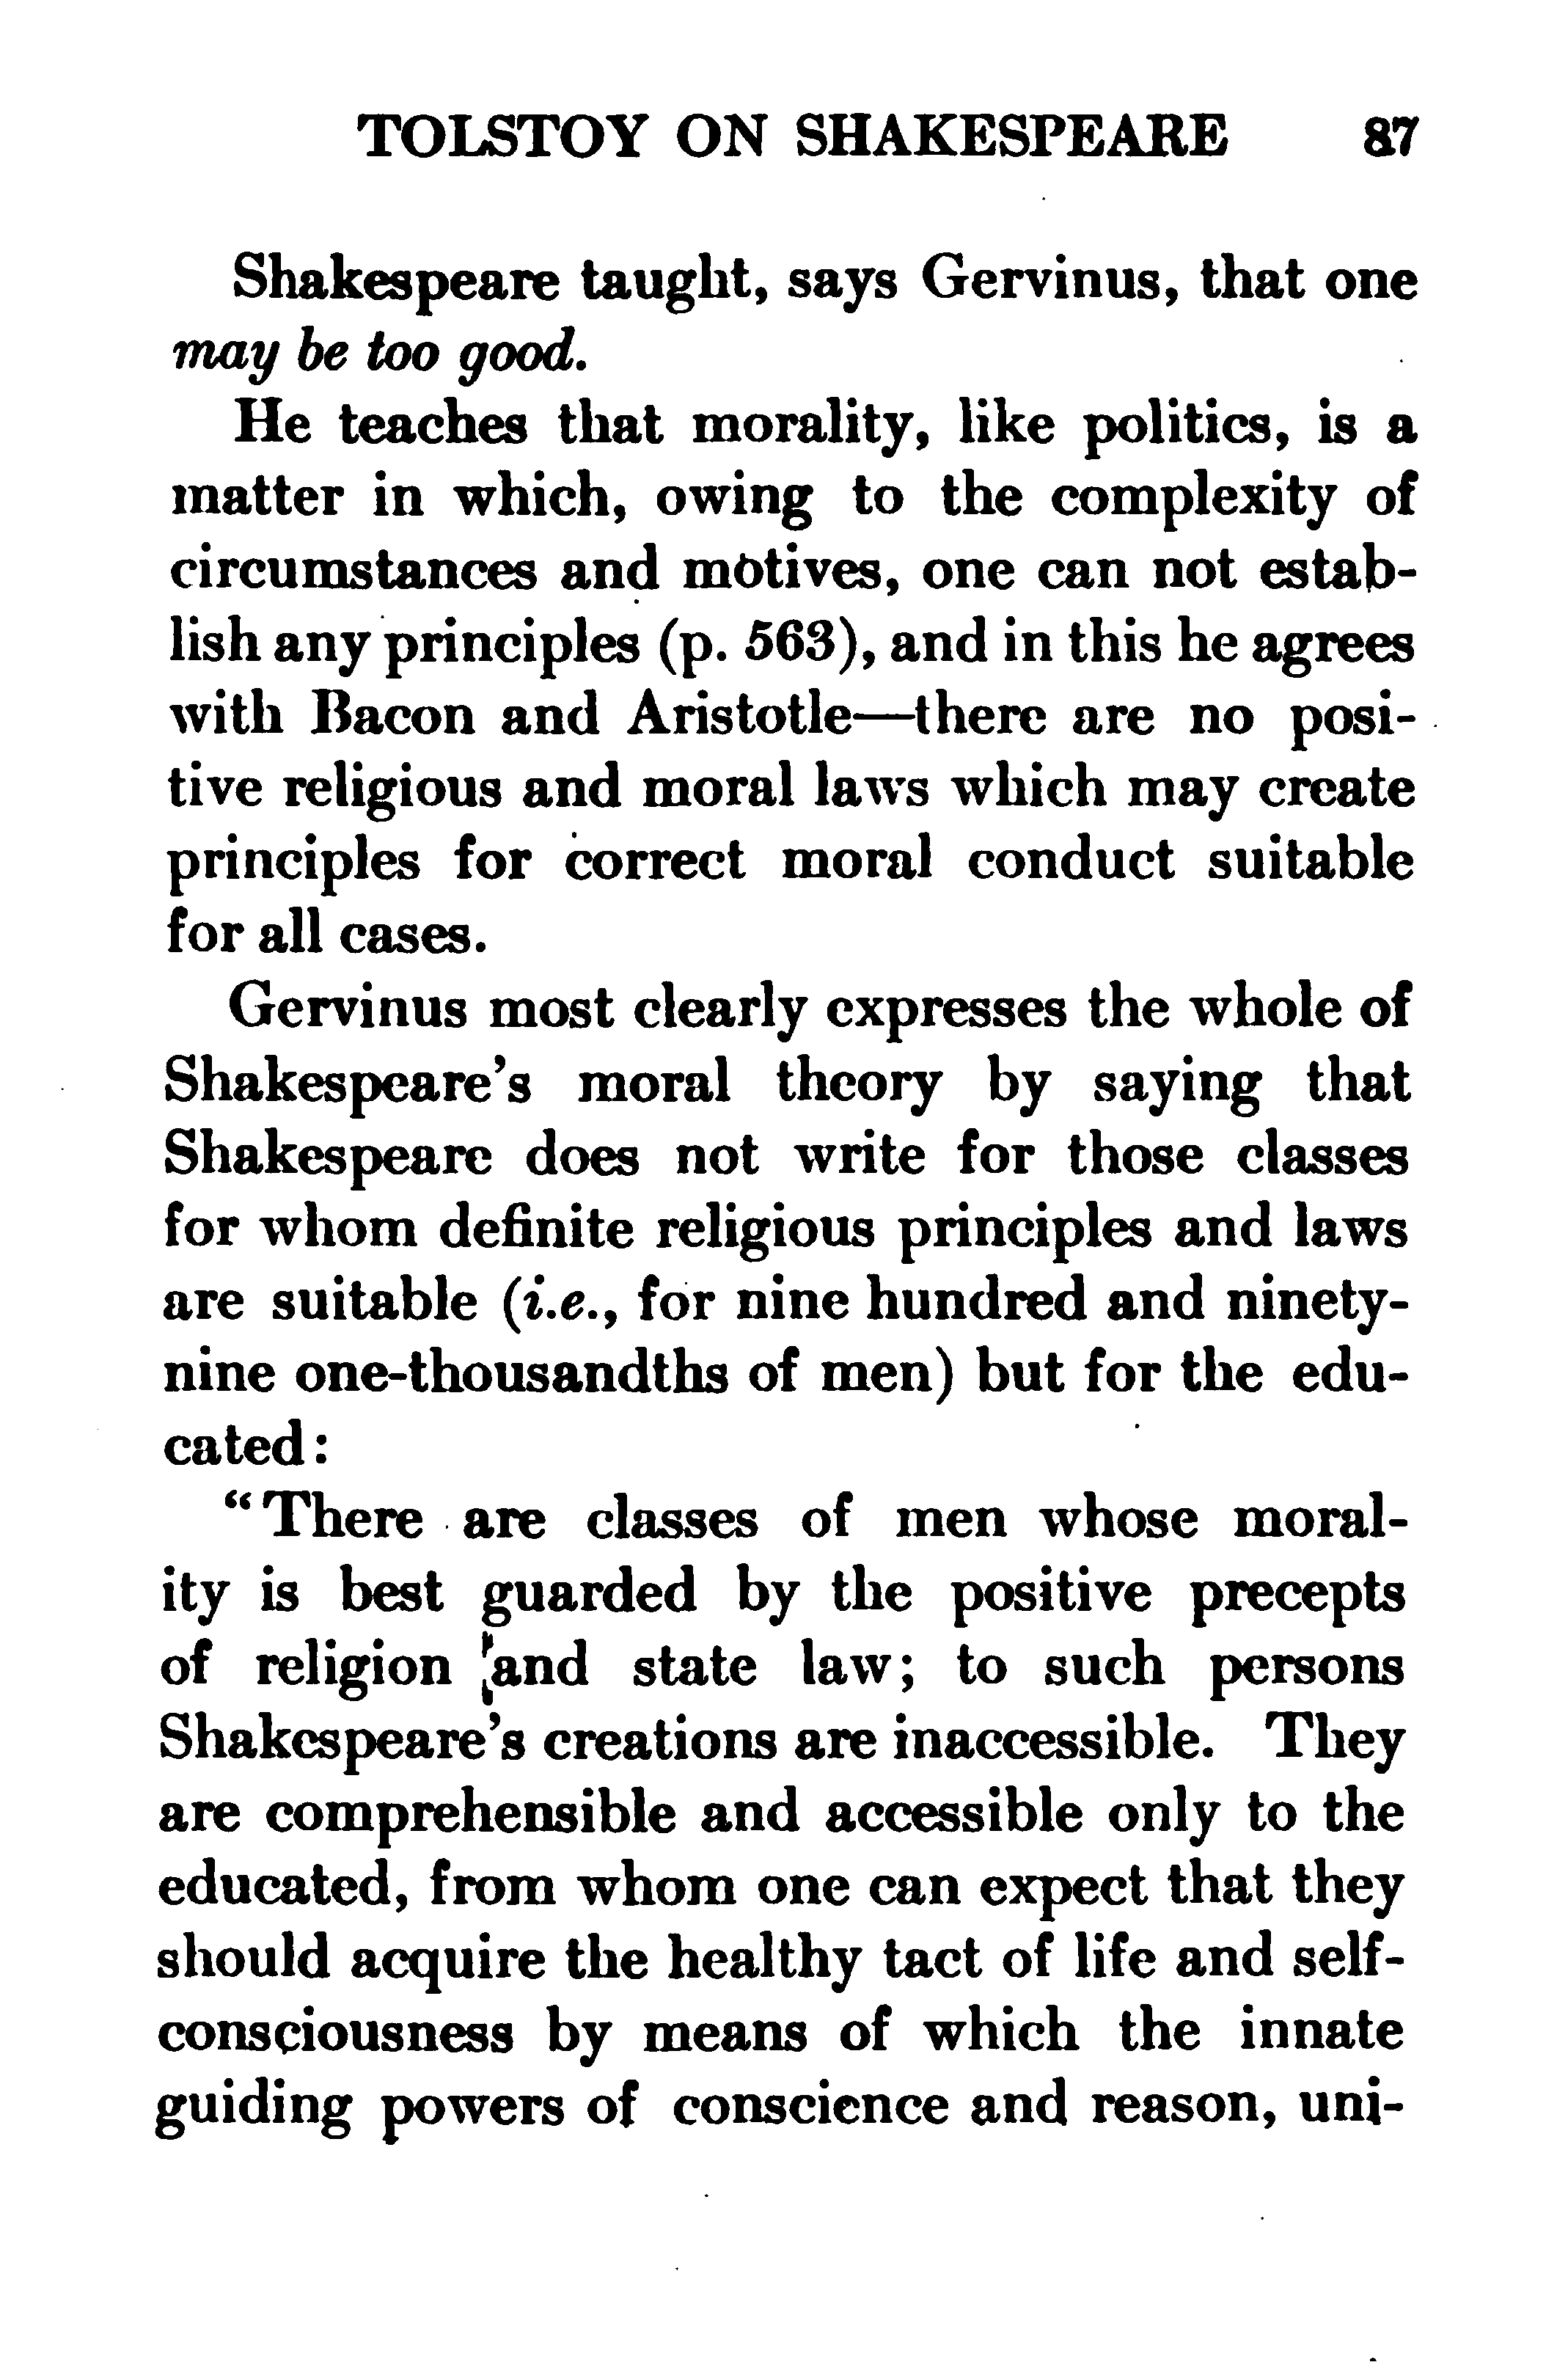 TOLSTOY ON SHAKESPEARE 87
Shakespeare taught, says Gervinus, that one
may be too good.
He teaches that morality, like politics, is a
matter in which, owing to the complexity of
circumstances and motives, one can not estab-
lish any principles (p. 563), and in this he agrees
with Bacon and Aristotle—there are no posi-
tive religious and moral laws which may create
principles for correct moral conduct suitable
for all cases.
Gervinus most clearly expresses the whole of
Shakespeare's moral theory by saying that
Shakespeare does not write for those classes
for whom definite religious principles and laws
are suitable (i.e., for nine hundred and ninety-
nine one-thousandths of men) but for the edu-
cated:
“There are classes of men whose moral-
ity is best guarded by the positive precepts
of religion and state law; to such persons
Shakespeare's creations are inaccessible. They
are comprehensible and accessible only to the
educated, from whom one can expect that they
should acquire the healthy tact of life and self-
consciousness by means of which the innate
guiding powers of conscience and reason, uni-